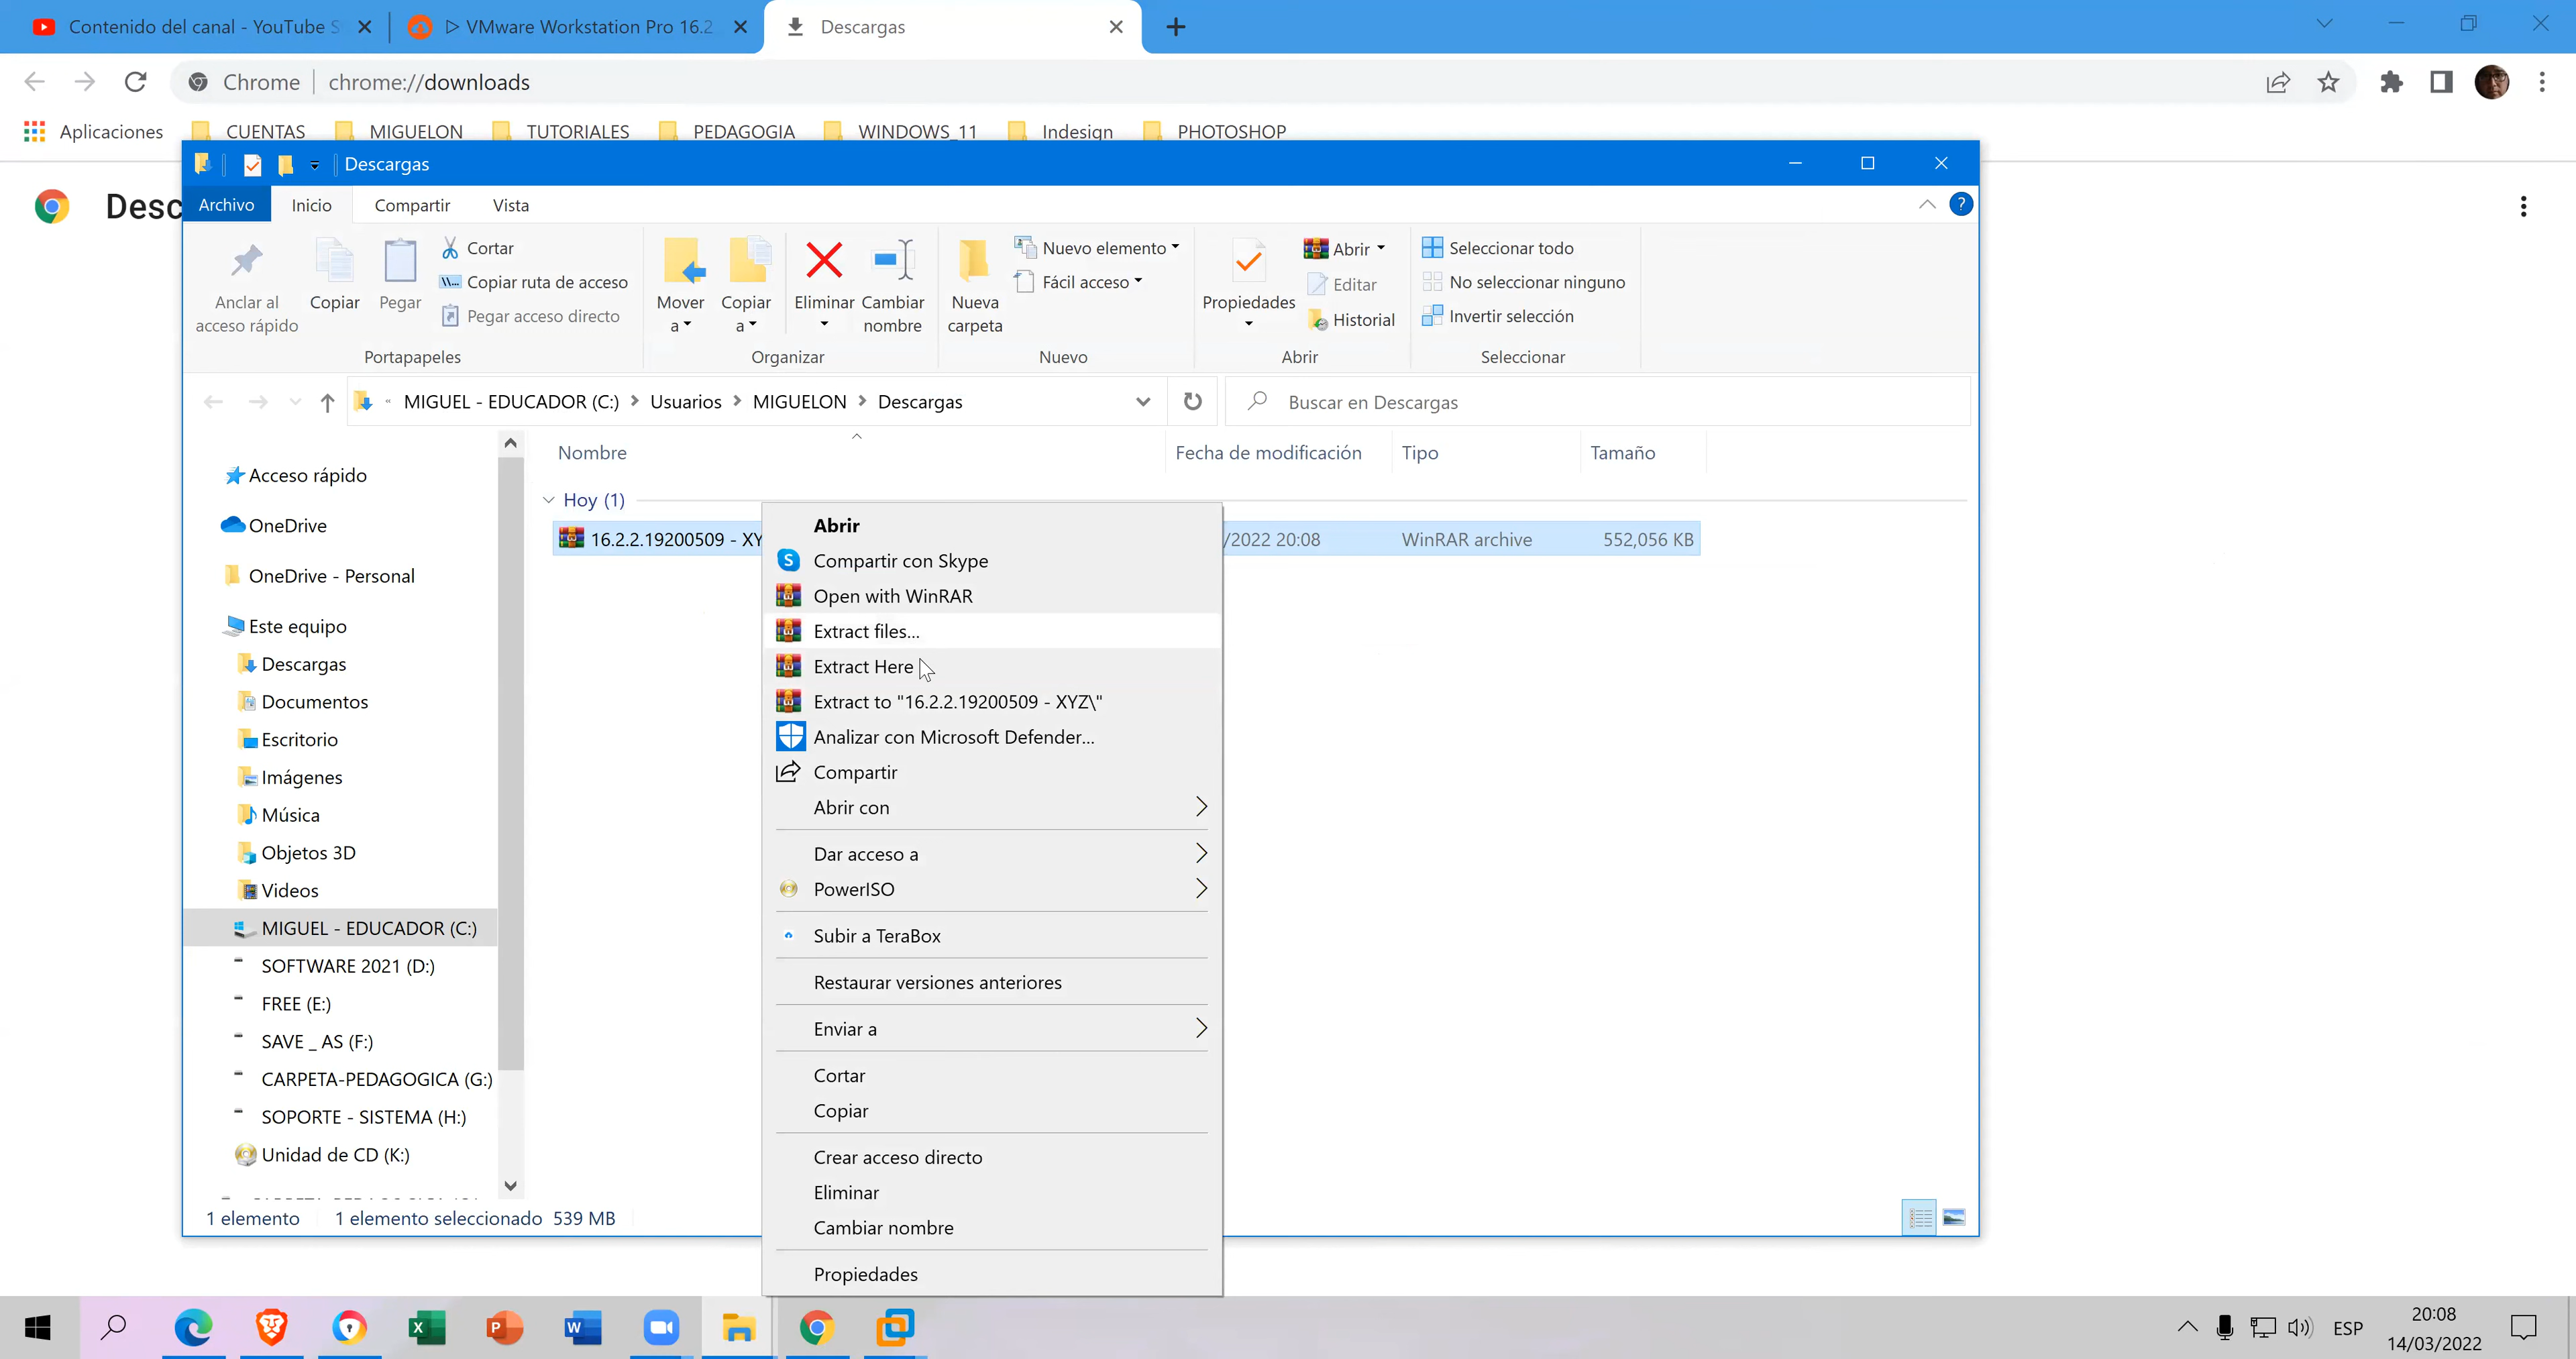 Contenido del canal - YouTube S
▷ VMware Workstation Pro 16.2
Descargas
Chrome
chrome://downloads
Aplicaciones
CUENTAS
MIGUELON
TUTORIALES
PEDAGOGIA
WINDOWS_11
Indesign
PHOTOSHOP
Desc
Descargas
Archivo
Inicio
Compartir
Vista
Anclar al
acceso rápido
Copiar
Pegar
Cortar
Copiar ruta de acceso
Pegar acceso directo
Portapapeles
Mover
a
Copiar
a
Eliminar
Cambiar
nombre
Organizar
Nueva
carpeta
Nuevo elemento
Fácil acceso
Nuevo
Propiedades
Abrir
Editar
Historial
Abrir
Seleccionar todo
No seleccionar ninguno
Invertir selección
Seleccionar
« MIGUEL - EDUCADOR (C:) > Usuarios > MIGUELON > Descargas
Buscar en Descargas
Nombre
Fecha de modificación
Tipo
Tamaño
Hoy (1)
16.2.2.19200509 - XY
/2022 20:08
WinRAR archive
552,056 KB
Acceso rápido
OneDrive
OneDrive - Personal
Este equipo
Descargas
Documentos
Escritorio
Imágenes
Música
Objetos 3D
Videos
MIGUEL - EDUCADOR (C:)
SOFTWARE 2021 (D:)
FREE (E:)
SAVE _ AS (F:)
CARPETA-PEDAGOGICA (G:)
SOPORTE - SISTEMA (H:)
Unidad de CD (K:)
Abrir
Compartir con Skype
Open with WinRAR
Extract files...
Extract Here
Extract to "16.2.2.19200509 - XYZ\"
Analizar con Microsoft Defender...
Compartir
Abrir con
Dar acceso a
PowerISO
Subir a TeraBox
Restaurar versiones anteriores
Enviar a
Cortar
Copiar
Crear acceso directo
Eliminar
Cambiar nombre
Propiedades
1 elemento
1 elemento seleccionado 539 MB
ESP
20:08
14/03/2022